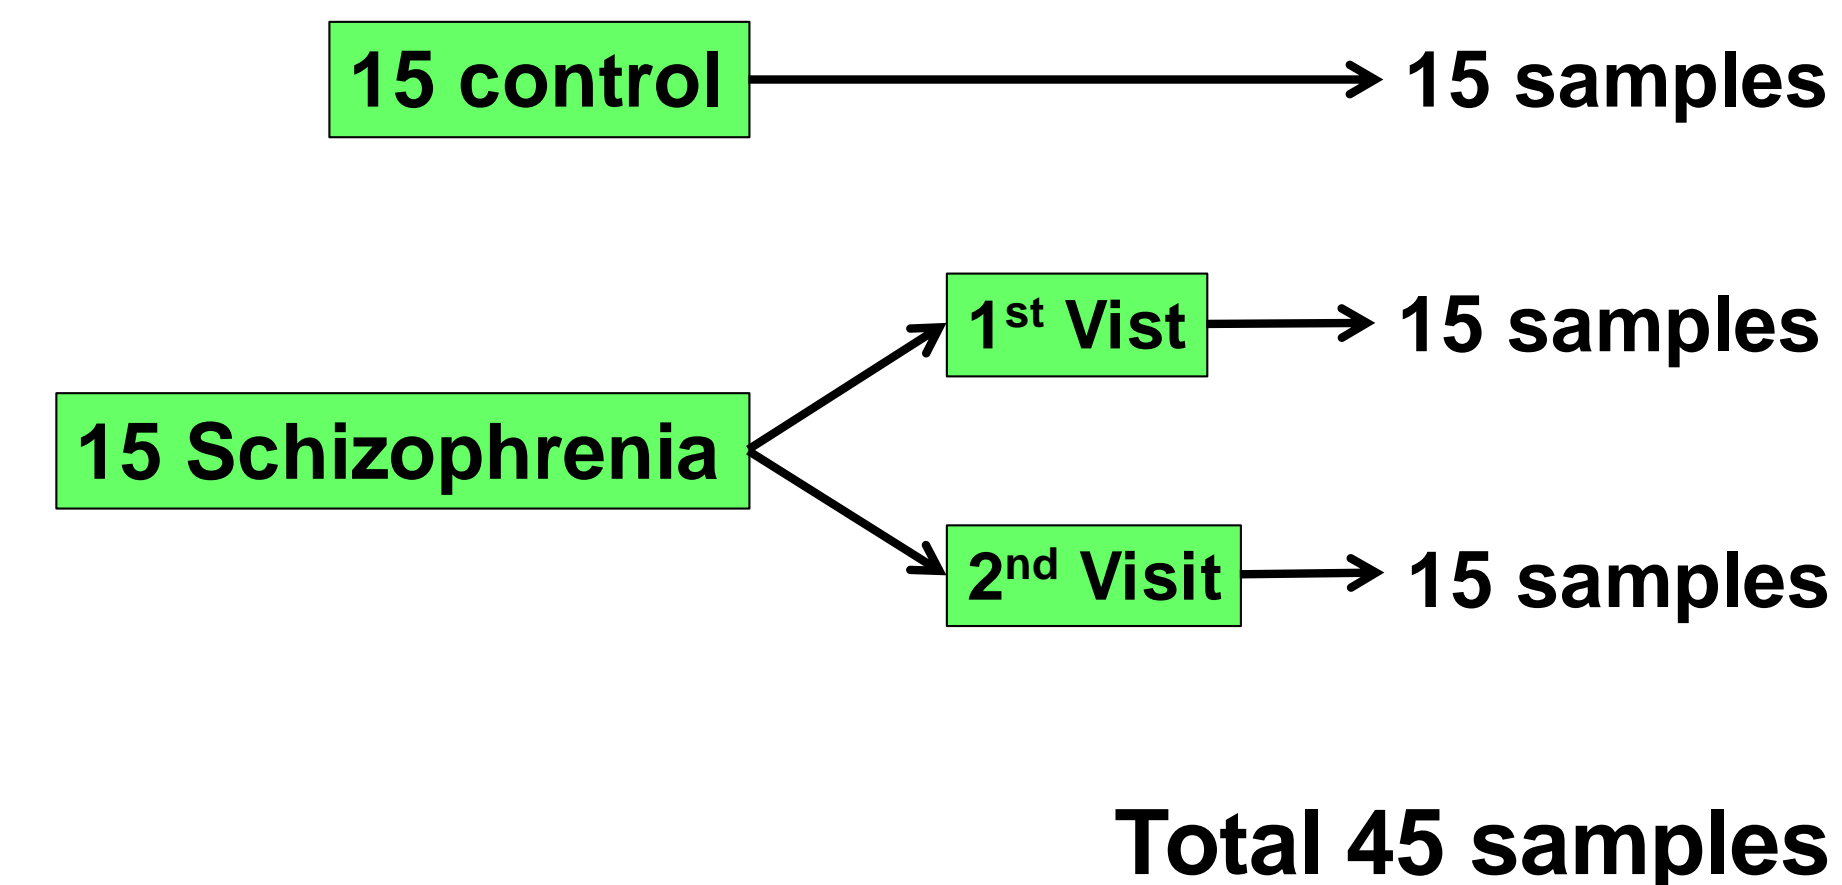 15 control
15 samples
1st Vist
15 samples
15 Schizophrenia
2nd Visit
15 samples
Total 45 samples